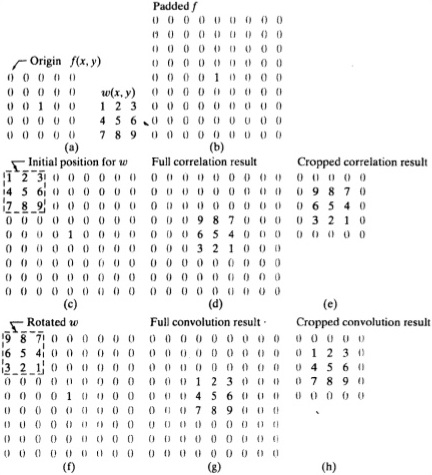 Origin f(x, y)
0 0 0 0 0
0 0 0 0 0
0 0 1 0 0
0 0 0 0 0
0 0 0 0 0
(a)
w(x, y)
1 2 3
4 5 6
7 8 9
Padded f
0 0 0 0 0 0 0 0 0
0 0 0 0 0 0 0 0 0
0 0 0 0 0 0 0 0 0
0 0 0 0 0 0 0 0 0
0 0 0 0 1 0 0 0 0
0 0 0 0 0 0 0 0 0
0 0 0 0 0 0 0 0 0
0 0 0 0 0 0 0 0 0
0 0 0 0 0 0 0 0 0
(b)
Initial position for w
1 2 3 0 0 0 0 0 0
4 5 6 0 0 0 0 0 0
7 8 9 0 0 0 0 0 0
0 0 0 0 0 0 0 0 0
0 0 0 0 1 0 0 0 0
0 0 0 0 0 0 0 0 0
0 0 0 0 0 0 0 0 0
0 0 0 0 0 0 0 0 0
0 0 0 0 0 0 0 0 0
(c)
Full correlation result
0 0 0 0 0 0 0 0 0
0 0 0 0 0 0 0 0 0
0 0 0 0 0 0 0 0 0
0 0 0 9 8 7 0 0 0
0 0 0 6 5 4 0 0 0
0 0 0 3 2 1 0 0 0
0 0 0 0 0 0 0 0 0
0 0 0 0 0 0 0 0 0
0 0 0 0 0 0 0 0 0
(d)
Cropped correlation result
0 0 0 0 0
0 9 8 7 0
0 6 5 4 0
0 3 2 1 0
0 0 0 0 0
(e)
Rotated w
9 8 7 0 0 0 0 0 0
6 5 4 0 0 0 0 0 0
3 2 1 0 0 0 0 0 0
0 0 0 0 0 0 0 0 0
0 0 0 0 1 0 0 0 0
0 0 0 0 0 0 0 0 0
0 0 0 0 0 0 0 0 0
0 0 0 0 0 0 0 0 0
0 0 0 0 0 0 0 0 0
(f)
Full convolution result
0 0 0 0 0 0 0 0 0
0 0 0 0 0 0 0 0 0
0 0 0 0 0 0 0 0 0
0 0 0 1 2 3 0 0 0
0 0 0 4 5 6 0 0 0
0 0 0 7 8 9 0 0 0
0 0 0 0 0 0 0 0 0
0 0 0 0 0 0 0 0 0
0 0 0 0 0 0 0 0 0
(g)
Cropped convolution result
0 0 0 0 0
0 1 2 3 0
0 4 5 6 0
0 7 8 9 0
0 0 0 0 0
(h)